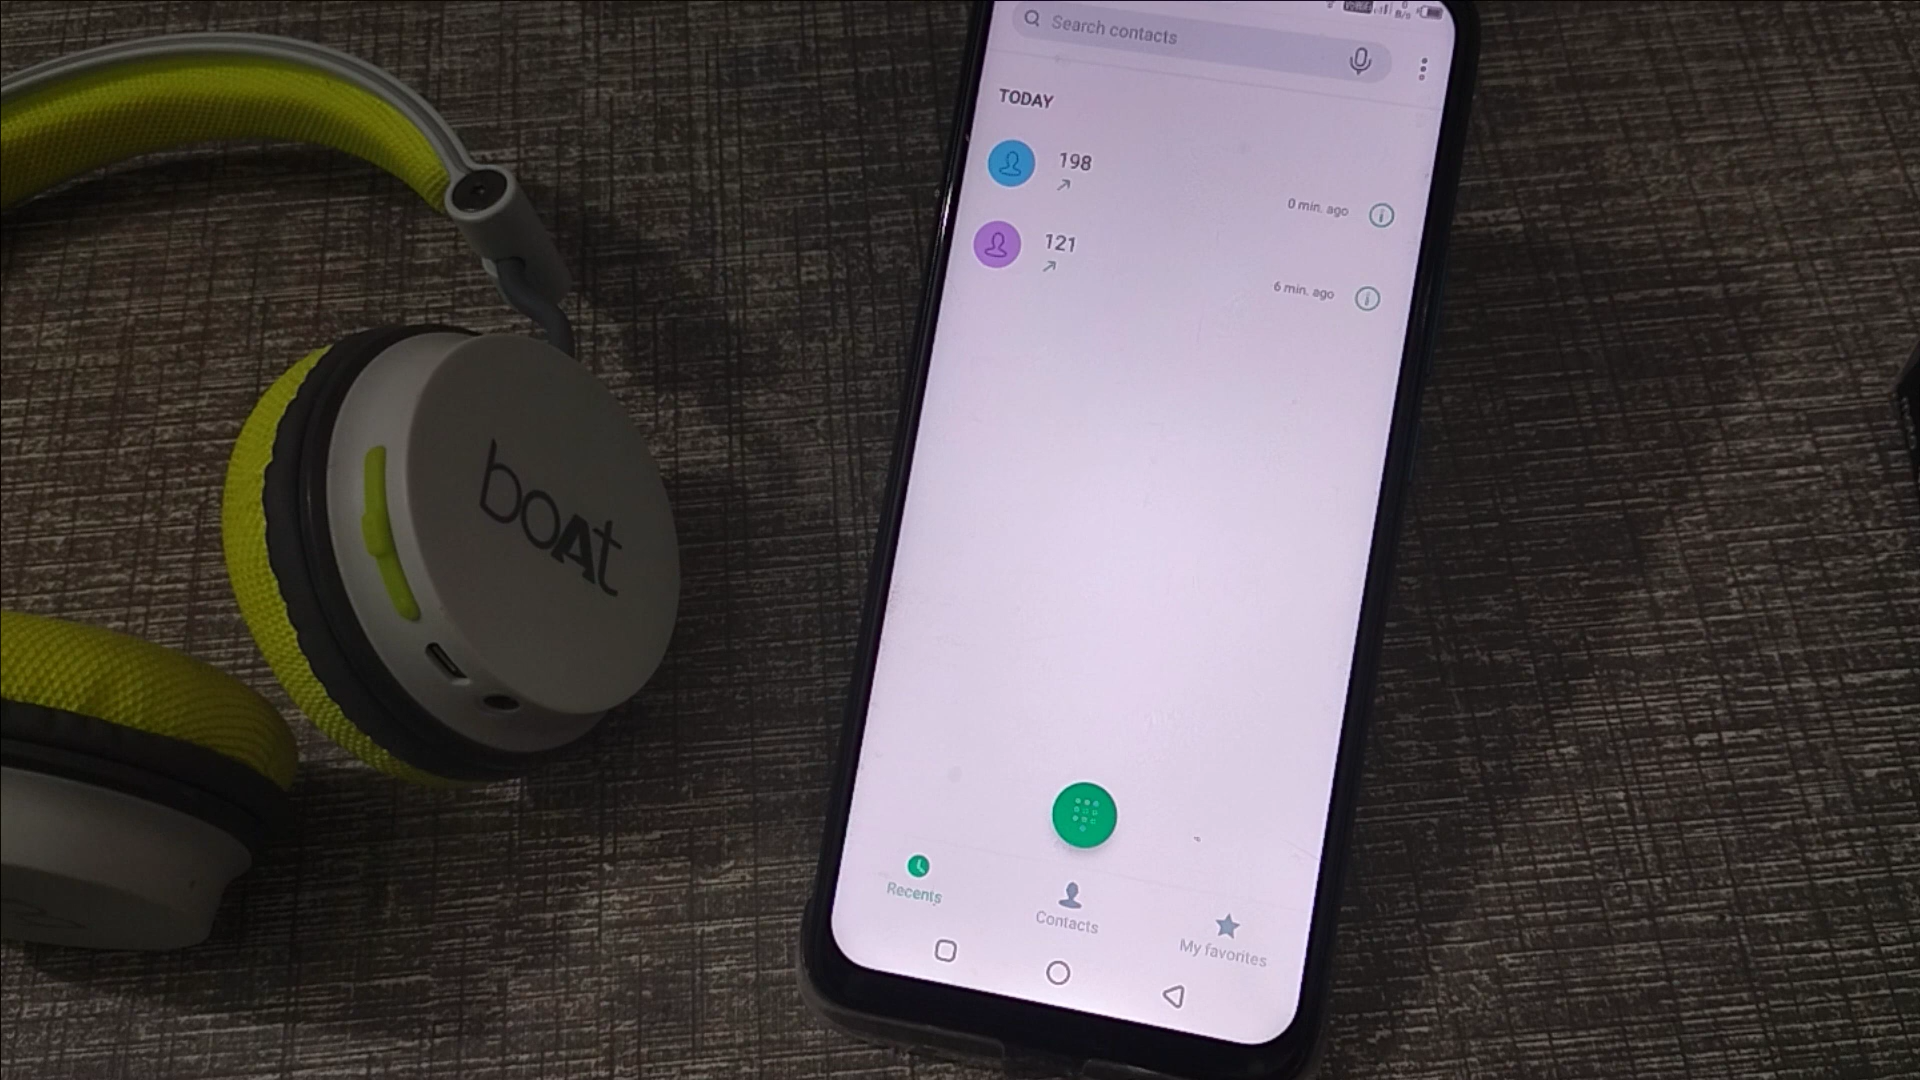 Search contacts
TODAY
198
0 min. ago
121
6 min. ago
boAt
Recents
Contacts
My favorites